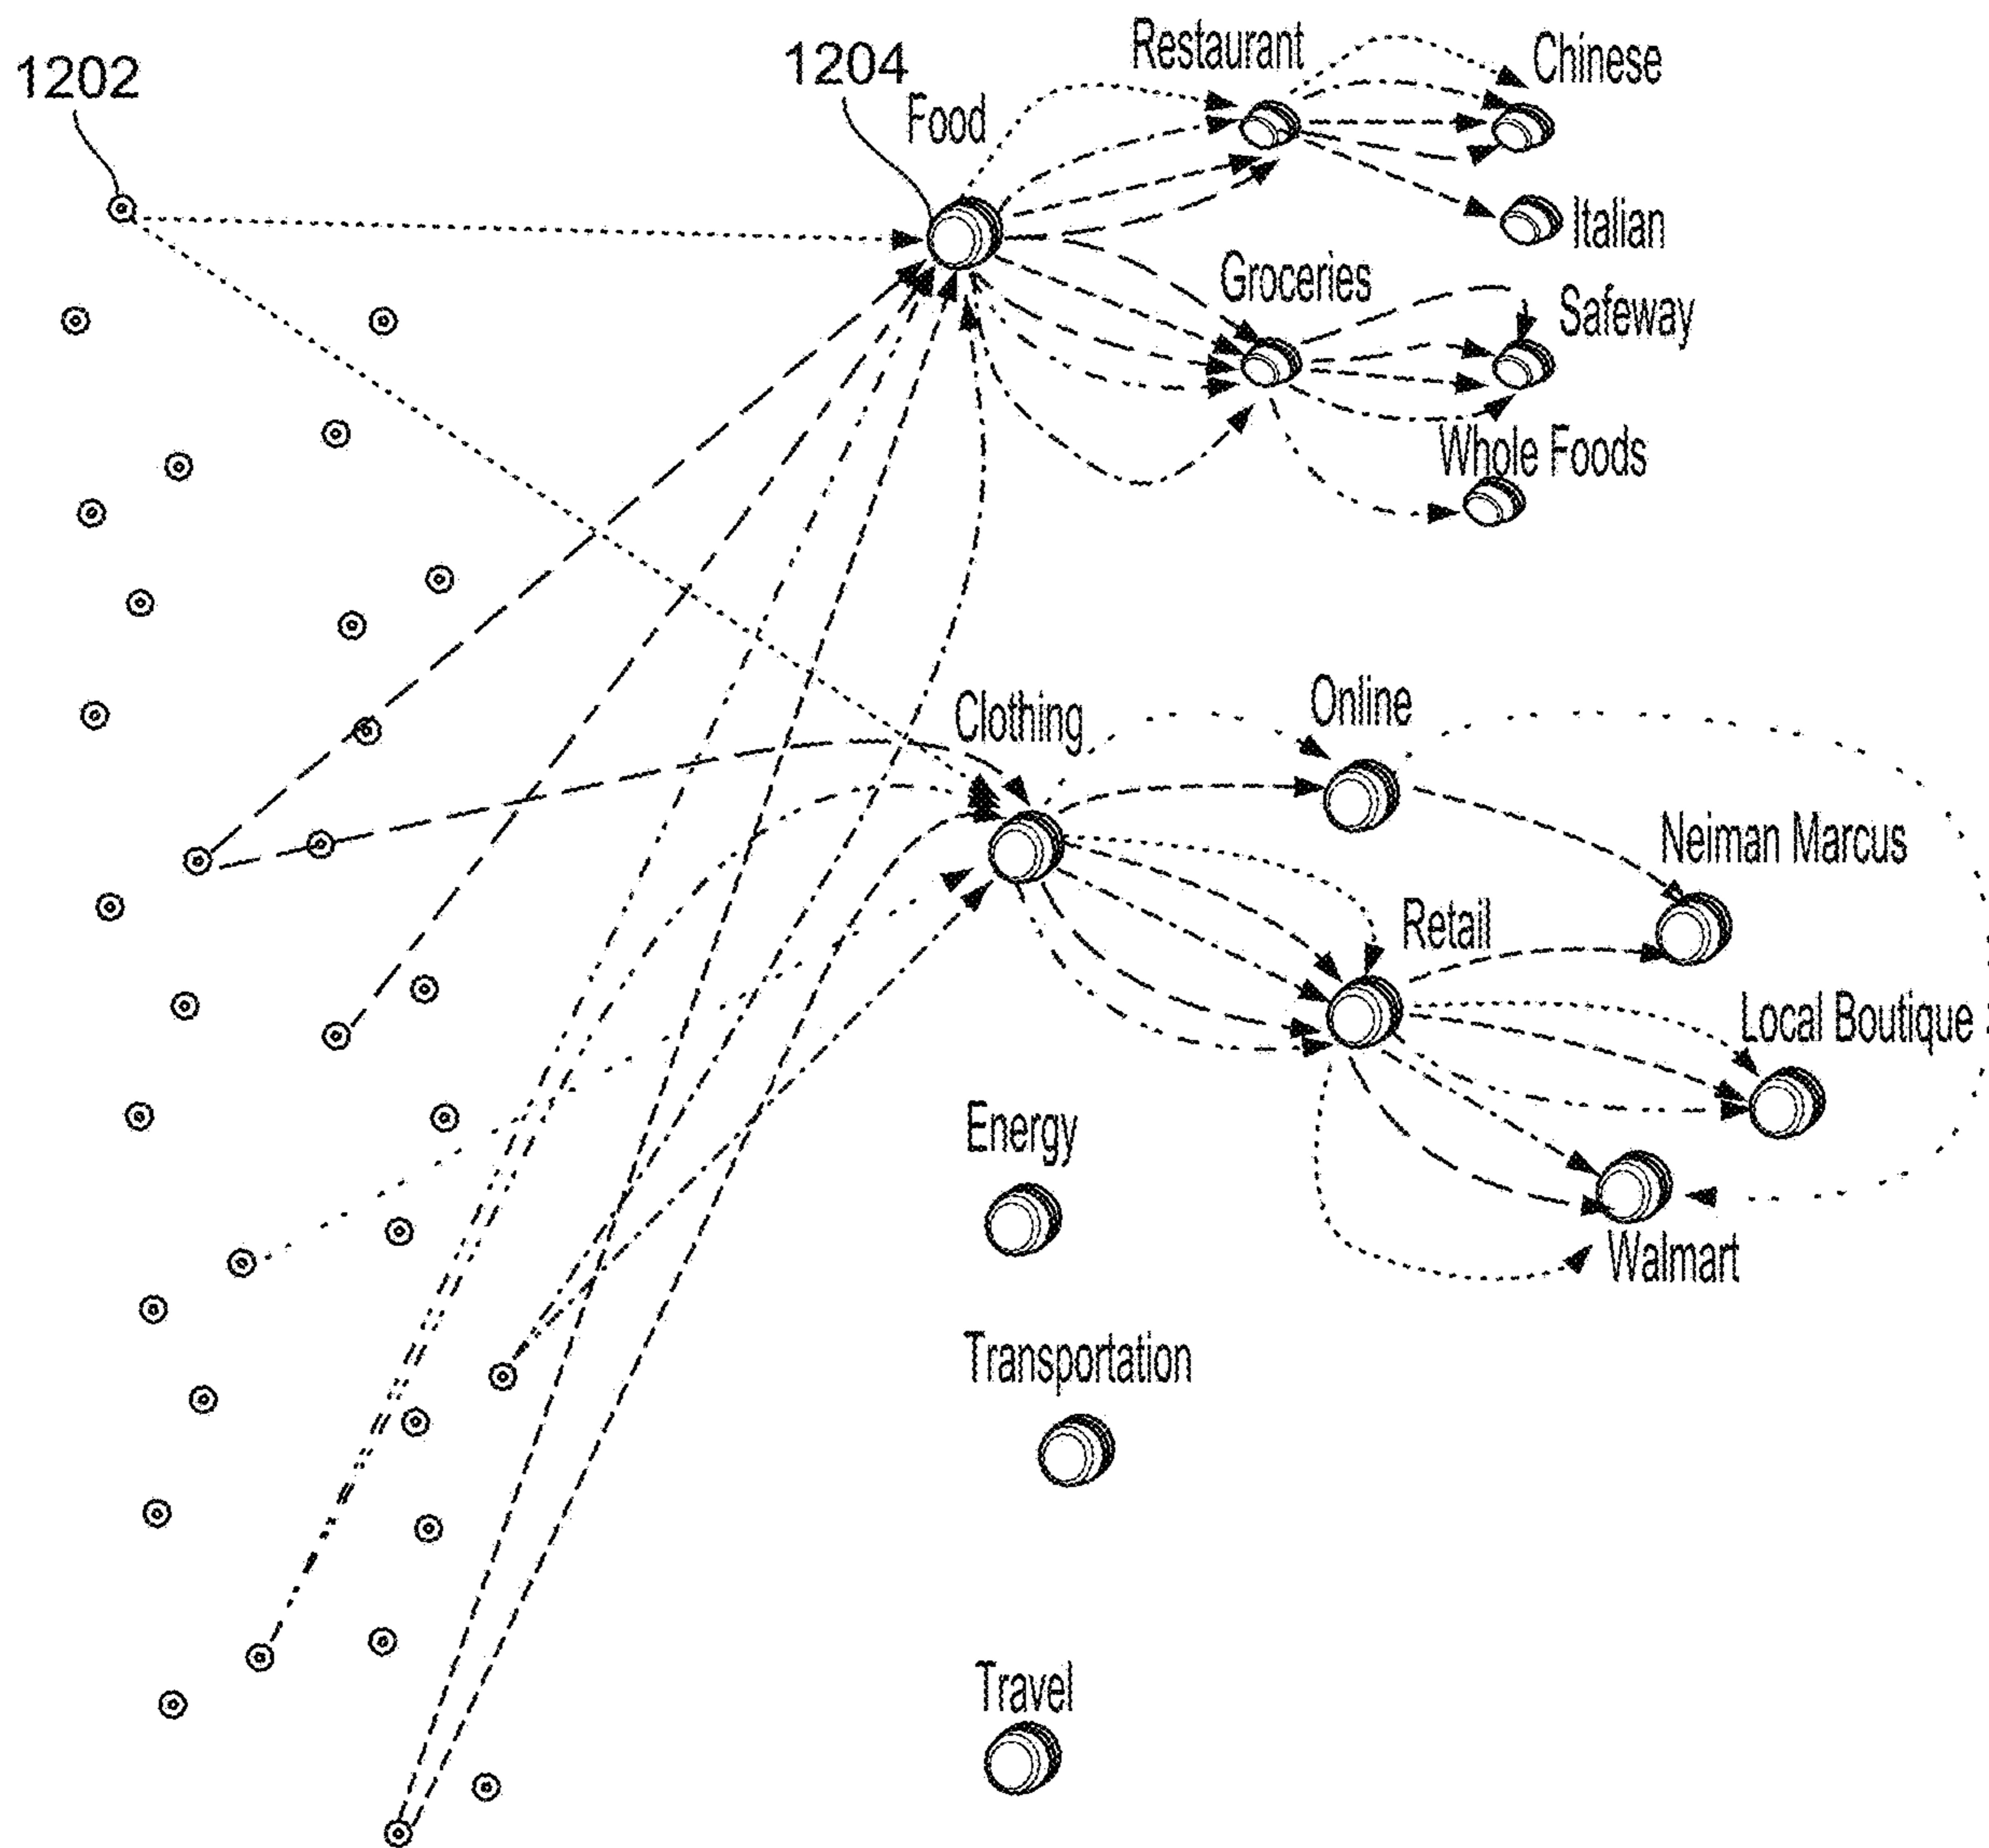 1202
1204
Food
Restaurant
Chinese
Italian
Groceries
Safeway
Whole Foods
Clothing
Online
Neiman Marcus
Retail
Local Boutique
Walmart
Energy
Transportation
Travel